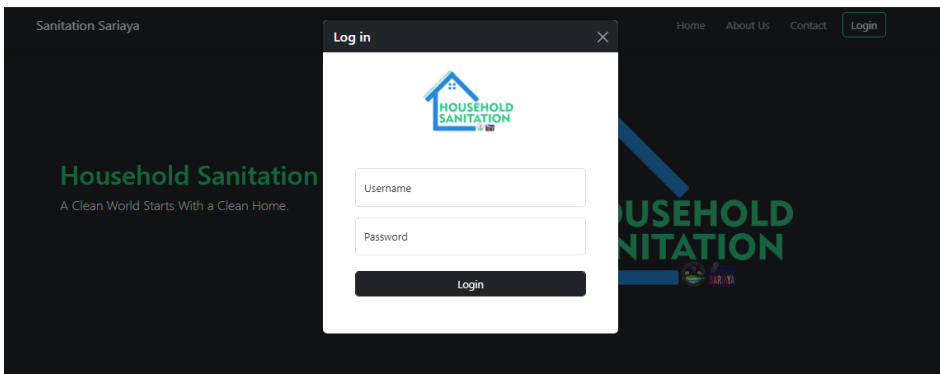 Sanitation Sariaya
Home About Us Contact Login
Log in
HOUSEHOLD
SANITATION
Household Sanitation
A Clean World Starts With a Clean Home.
Username
Password
Login
USEHOLD
NITATION
SARIAYA